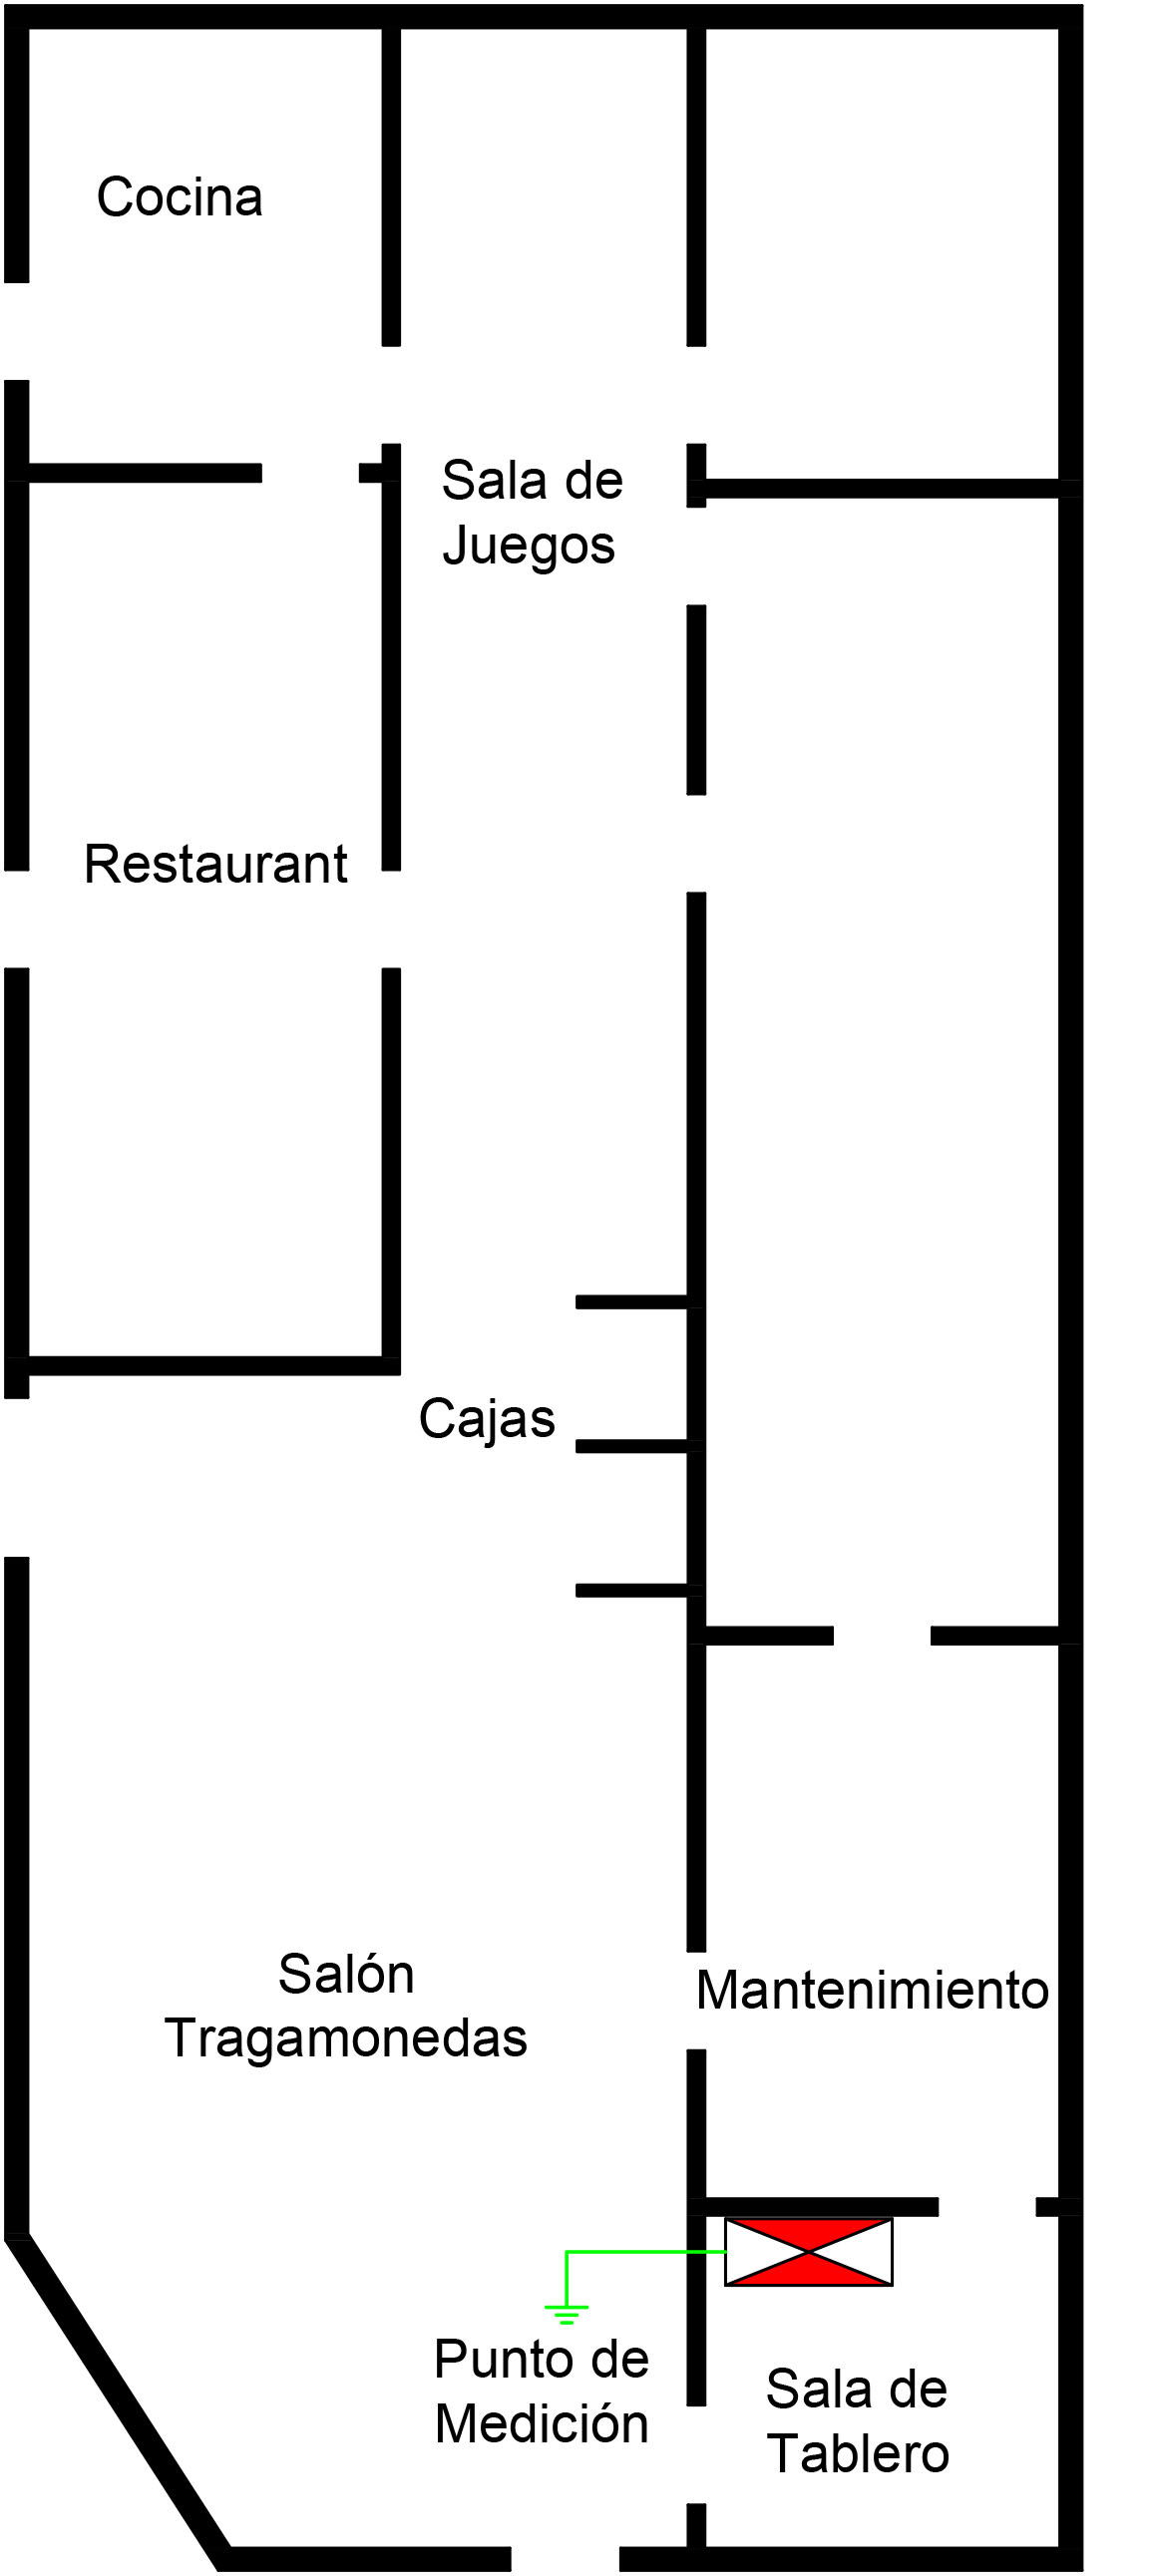 Cocina
Sala de
Juegos
Restaurant
Cajas
Salón
Tragamonedas
Mantenimiento
Punto de
Medición
Sala de
Tablero